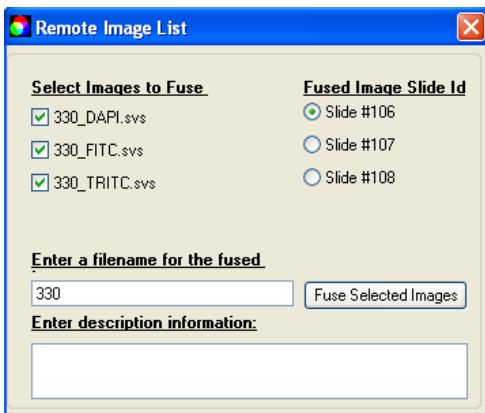 Remote Image List
Select Images to Fuse
330_DAPI.svs
330_FITC.svs
330_TRITC.svs
Fused Image Slide Id
Slide #106
Slide #107
Slide #108
Enter a filename for the fused
330
Fuse Selected Images
Enter description information: